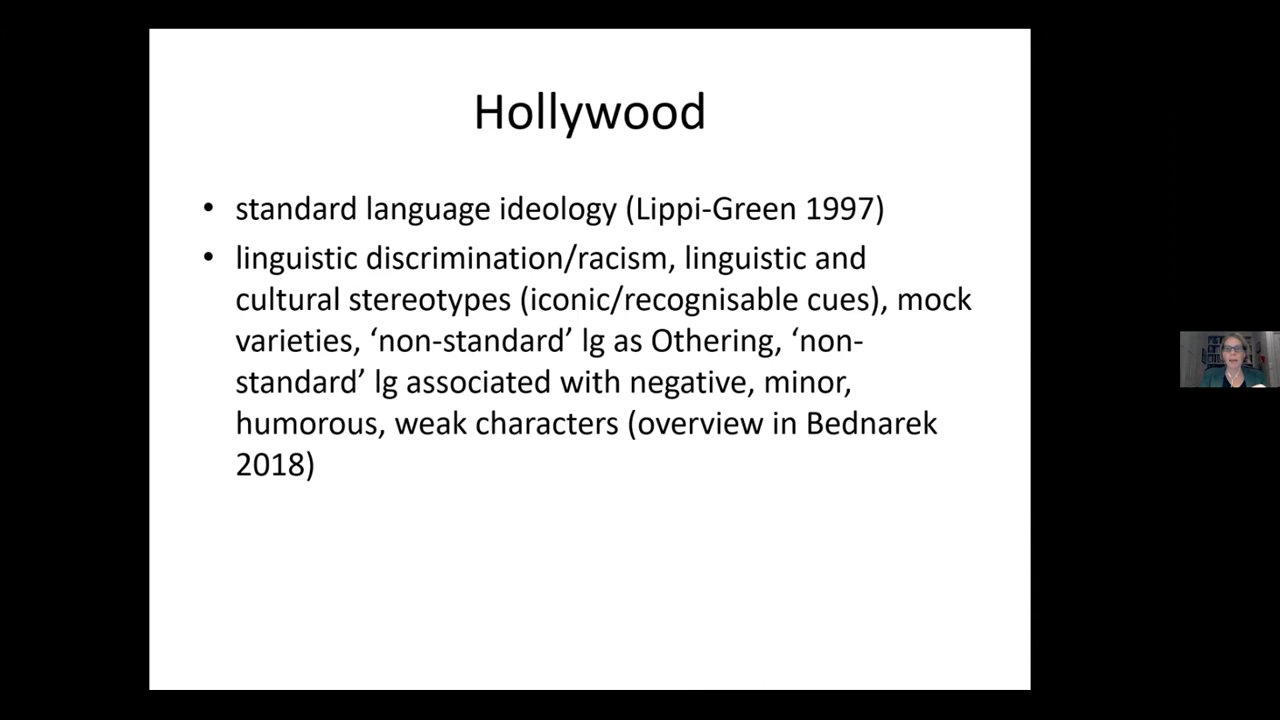 Hollywood
• standard language ideology (Lippi-Green 1997)
• linguistic discrimination/racism, linguistic and
cultural stereotypes (iconic/recognisable cues), mock
varieties, ‘non-standard’ lg as Othering, ‘non-
standard’ lg associated with negative, minor,
humorous, weak characters (overview in Bednarek
2018)